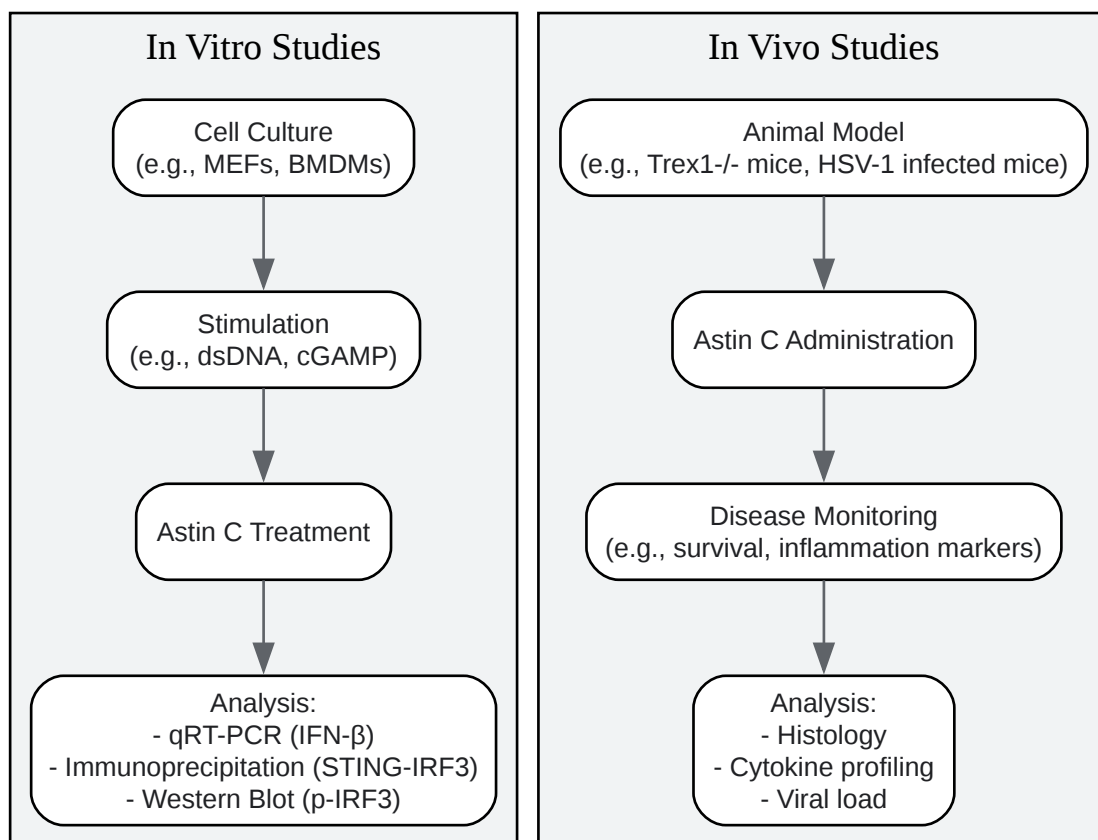 In Vitro Studies
Cell Culture
(e.g., MEFs, BMDMs)
Stimulation
(e.g., dsDNA, cGAMP)
Astin C Treatment
Analysis:
- qRT-PCR (IFN-β)
- Immunoprecipitation (STING-IRF3)
- Western Blot (p-IRF3)
In Vivo Studies
Animal Model
(e.g., Trex1-/- mice, HSV-1 infected mice)
Astin C Administration
Disease Monitoring
(e.g., survival, inflammation markers)
Analysis:
- Histology
- Cytokine profiling
- Viral load